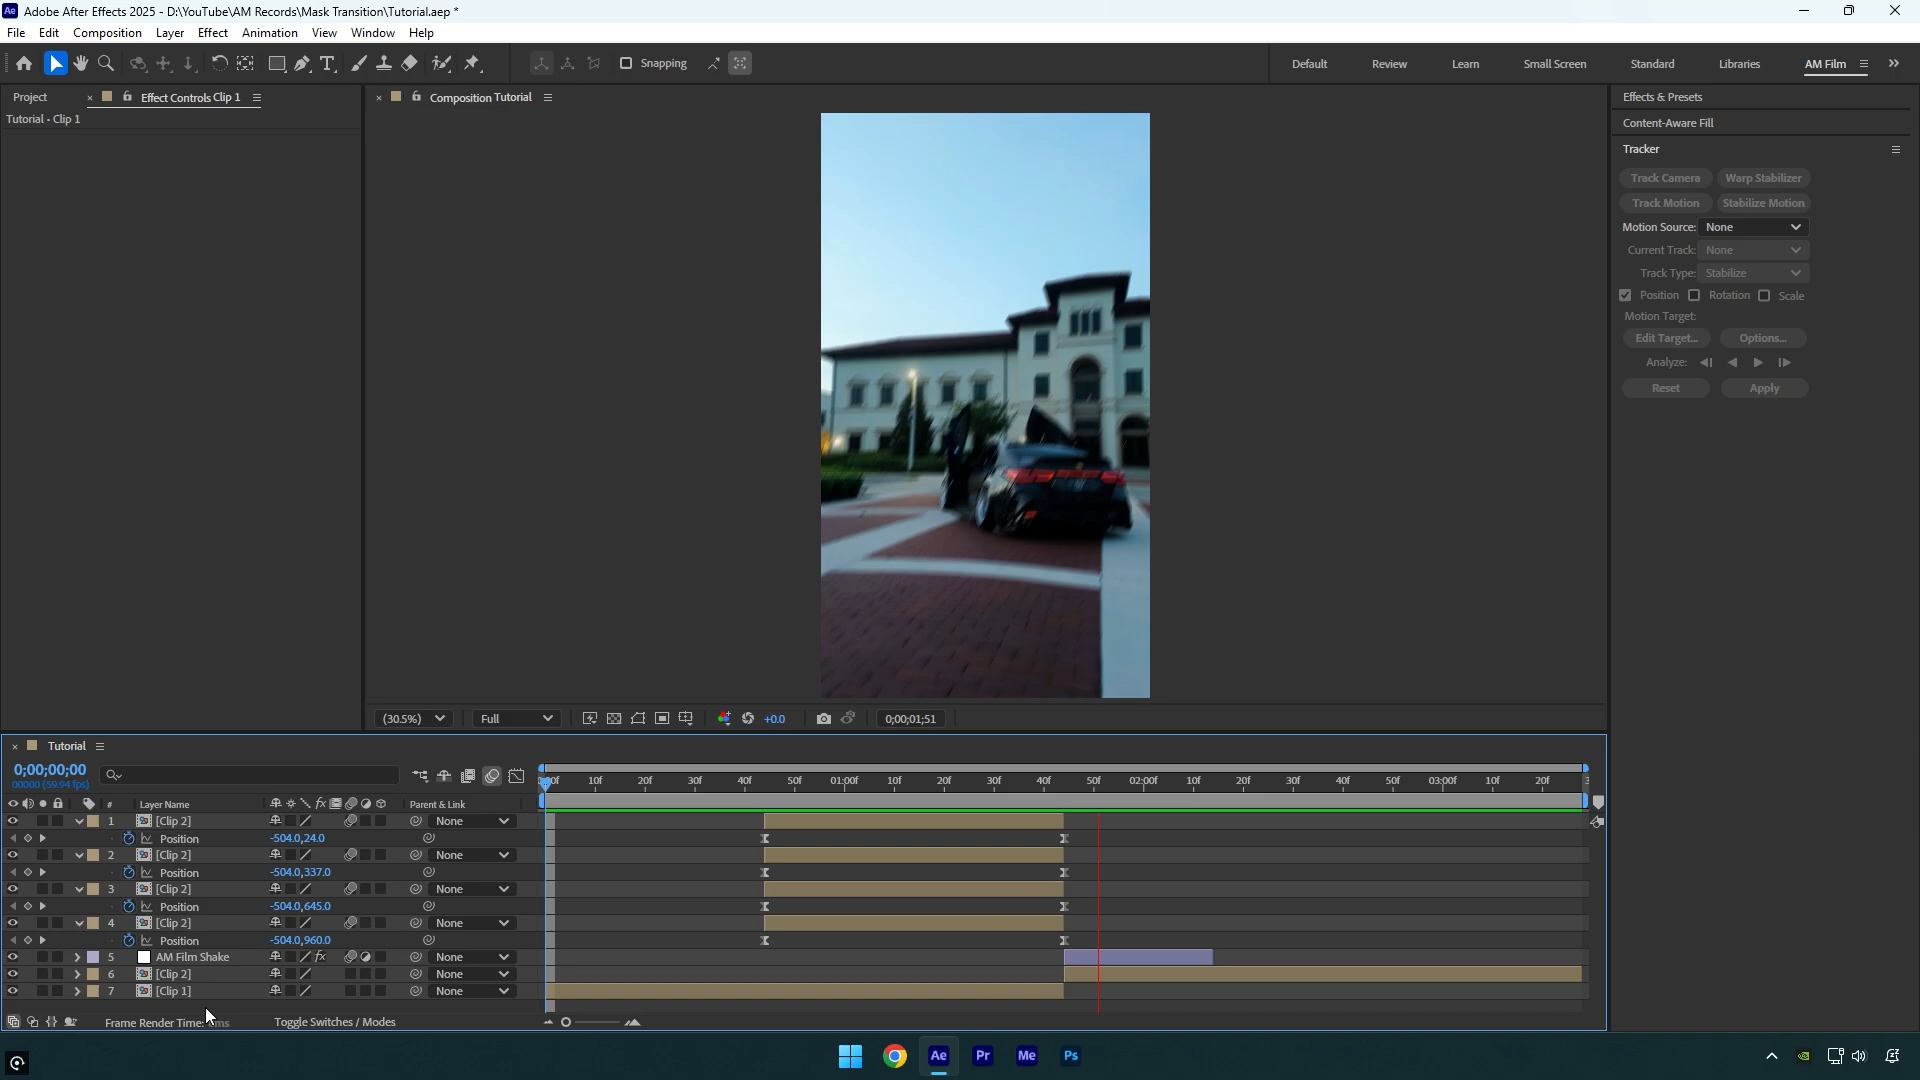 Adobe After Effects 2025 - D:\YouTube\AM Records\Mask Transition\Tutorial.aep *
File Edit Composition Layer Effect Animation View Window Help
Snapping
Default Review Learn Small Screen Standard Libraries AM Film
Project
Effect Controls Clip 1
Composition Tutorial
Effects & Presets
Tutorial - Clip 1
Content-Aware Fill
Tracker
Track Camera Warp Stabilizer
Track Motion Stabilize Motion
Motion Source: None
Current Track: None
Track Type: Stabilize
Position Rotation Scale
Motion Target:
Edit Target... Options...
Analyze:
Reset Apply
(30.5%) Full +0.0 0;00;01;51
Tutorial
0;00;00;00
00000 (59.94 fps)
10f 20f 30f 40f 50f 01:00f 10f 20f 30f 40f 50f 02:00f 10f 20f 30f 40f 50f 03:00f 10f 20f
# Layer Name fx Parent & Link
1 [Clip 2] None
Position -504.0,24.0
2 [Clip 2] None
Position -504.0,337.0
3 [Clip 2] None
Position -504.0,645.0
4 [Clip 2] None
Position -504.0,960.0
5 AM Film Shake fx None
6 [Clip 2] None
7 [Clip 1] None
Frame Render Time: Toggle Switches / Modes
Ae Pr Me Ps